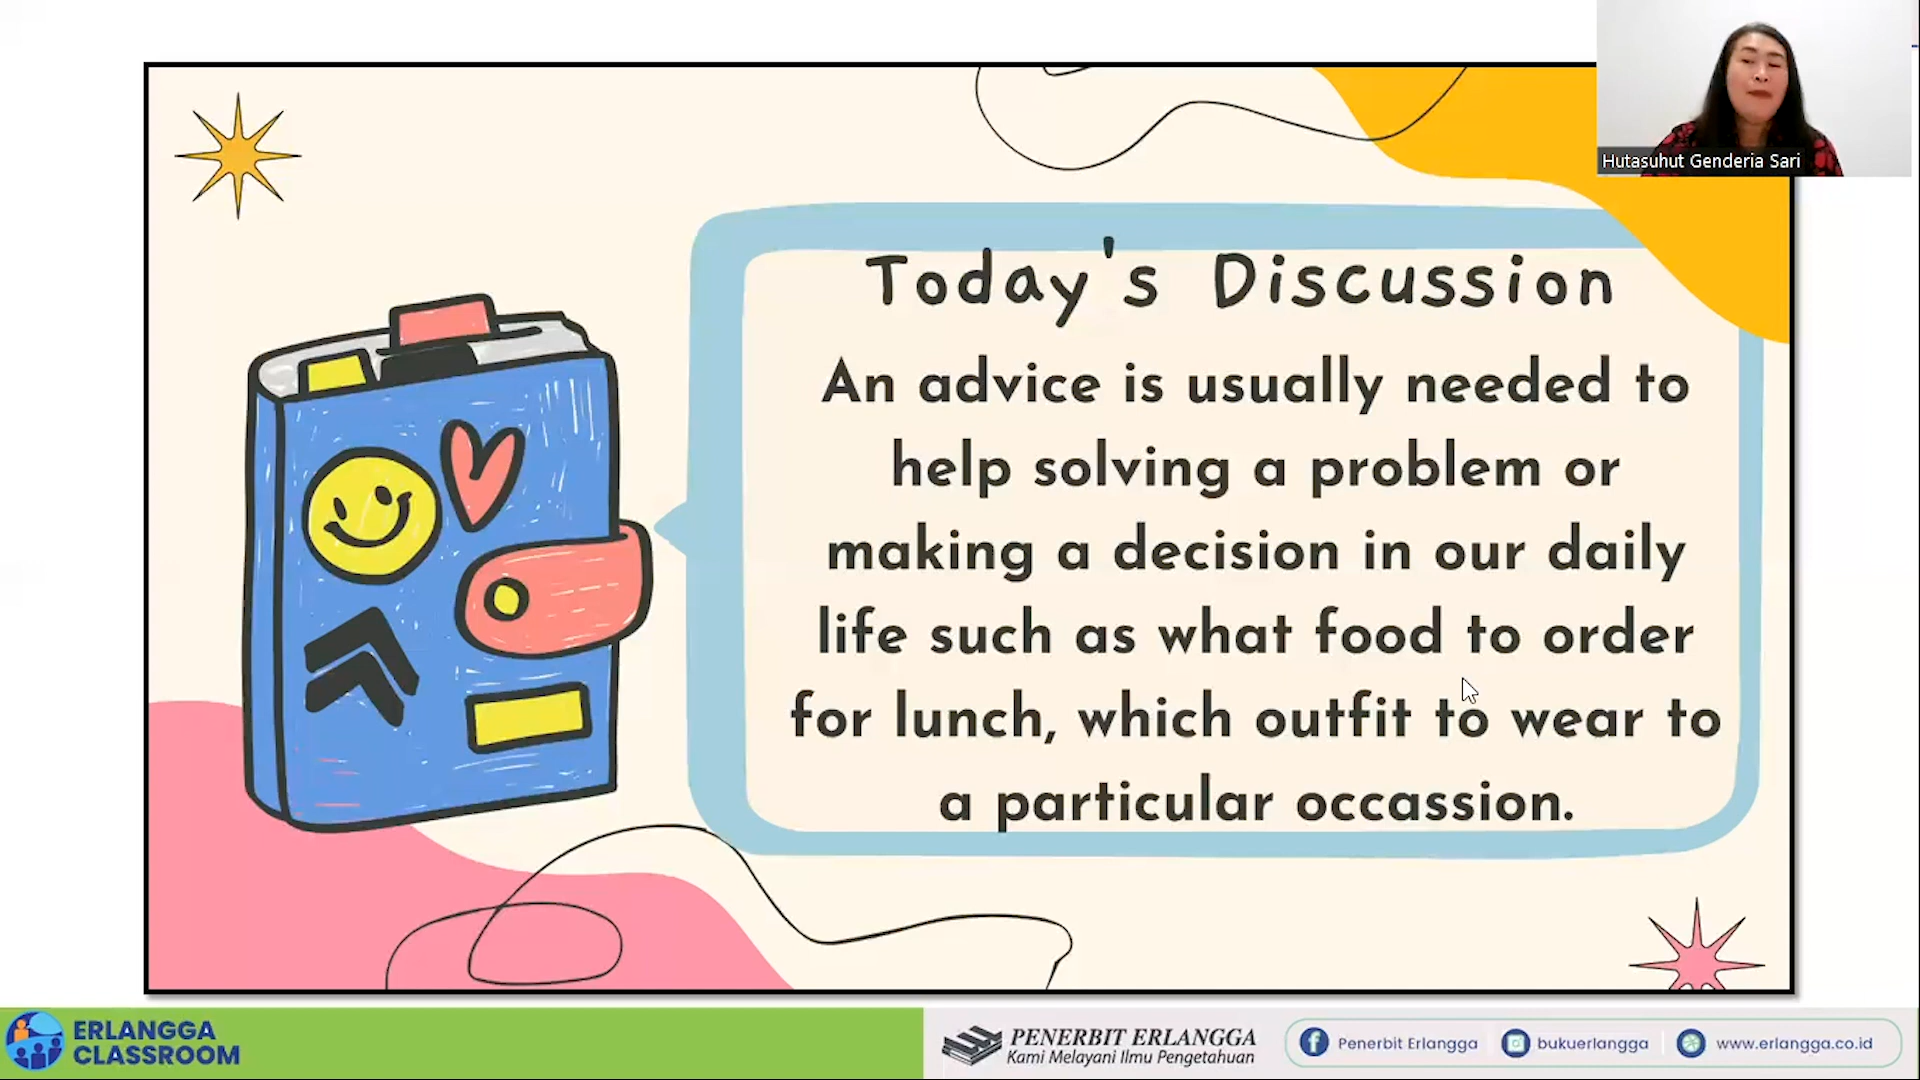 Hutasuhut Genderia Sari
Today's Discussion
An advice is usually needed to
help solving a problem or
making a decision in our daily
life such as what food to order
for lunch, which outfit to wear to
a particular occassion.
ERLANGGA
CLASSROOM
PENERBIT ERLANGGA
Kami Melayani Ilmu Pengetahuan
Penerbit Erlangga
bukuerlangga
www.erlangga.co.id